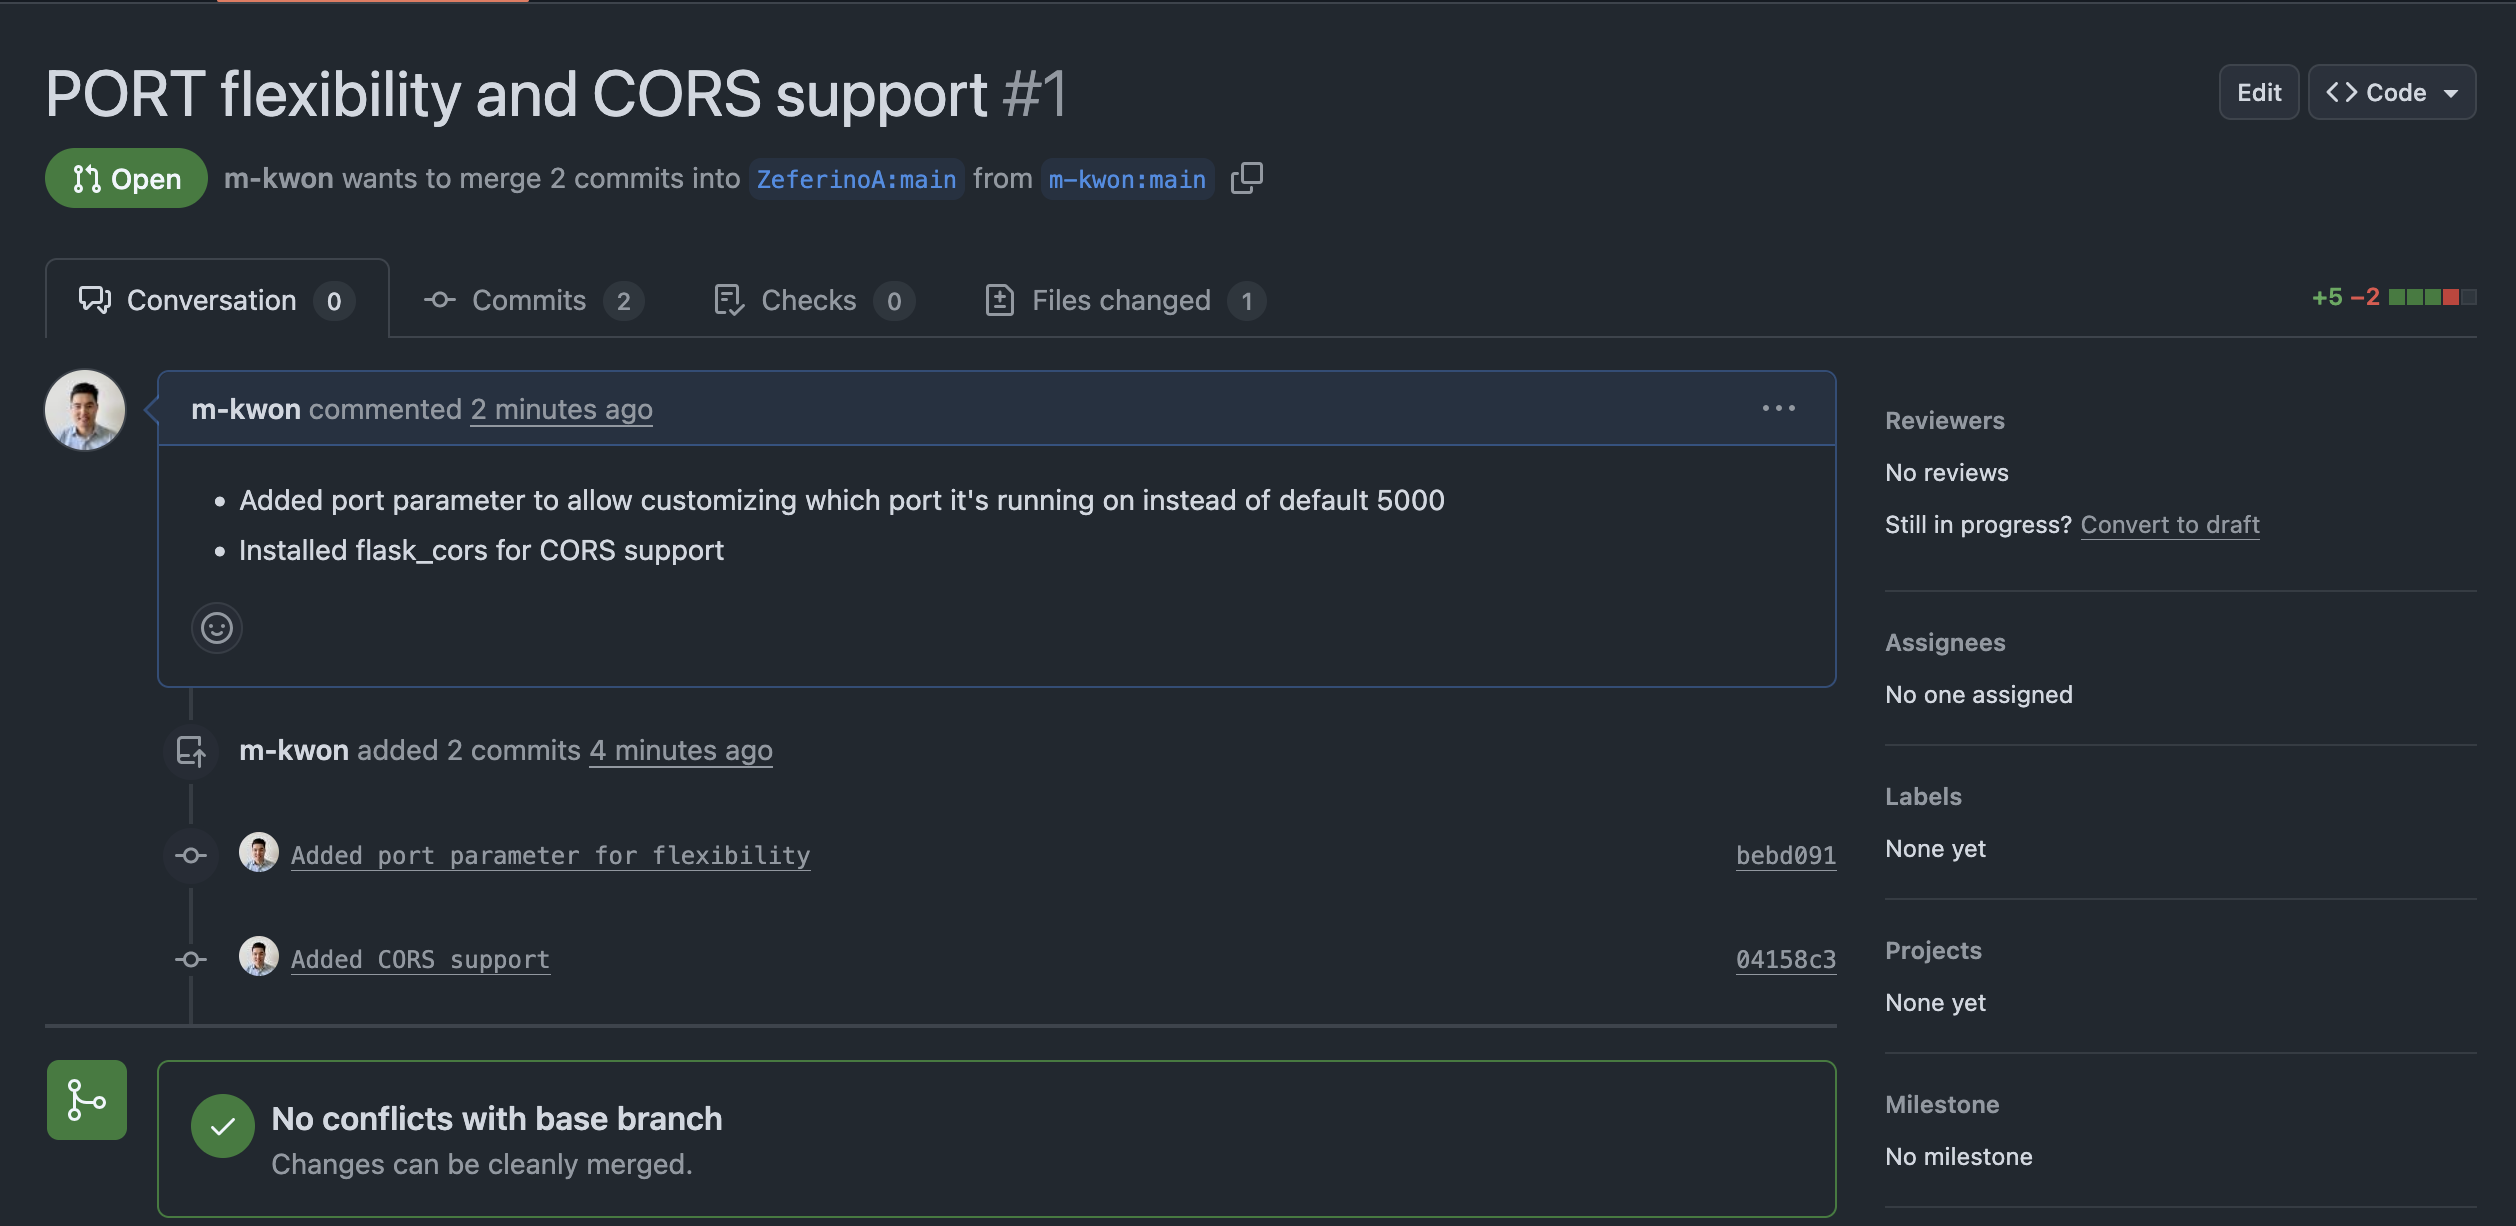 PORT flexibility and CORS support #1
Edit
Code
Open
m-kwon wants to merge 2 commits into ZeferinoA:main from m-kwon:main
Conversation 0
Commits 2
Checks 0
Files changed 1
+5 −2
m-kwon commented 2 minutes ago
• Added port parameter to allow customizing which port it's running on instead of default 5000
• Installed flask_cors for CORS support
m-kwon added 2 commits 4 minutes ago
Added port parameter for flexibility
bebd091
Added CORS support
04158c3
No conflicts with base branch
Changes can be cleanly merged.
Reviewers
No reviews
Still in progress? Convert to draft
Assignees
No one assigned
Labels
None yet
Projects
None yet
Milestone
No milestone